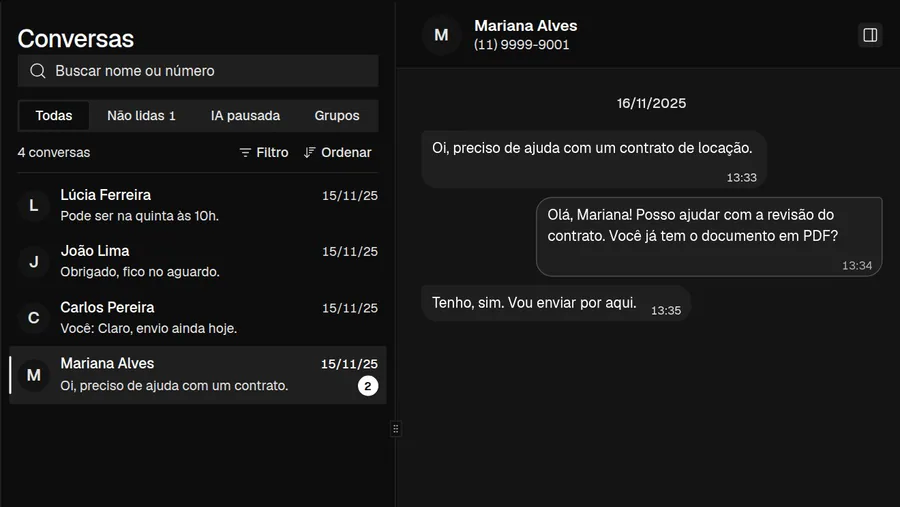 Conversas
Buscar nome ou número
Todas Não lidas 1 IA pausada Grupos
4 conversas Filtro Ordenar
L Lúcia Ferreira 15/11/25
Pode ser na quinta às 10h.
J João Lima 15/11/25
Obrigado, fico no aguardo.
C Carlos Pereira 15/11/25
Você: Claro, envio ainda hoje.
M Mariana Alves 15/11/25
Oi, preciso de ajuda com um contrato. 2
M Mariana Alves
(11) 9999-9001
16/11/2025
Oi, preciso de ajuda com um contrato de locação.
13:33
Olá, Mariana! Posso ajudar com a revisão do
contrato. Você já tem o documento em PDF?
13:34
Tenho, sim. Vou enviar por aqui. 13:35